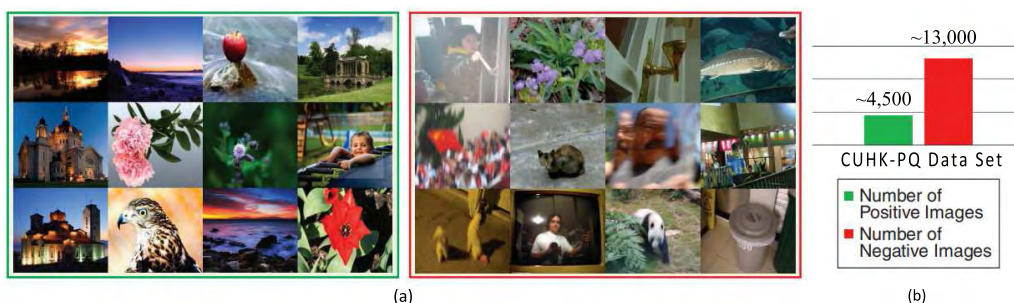 ~13,000
~4,500
CUHK-PQ Data Set
Number of
Positive Images
Number of
Negative Images
(a)
(b)